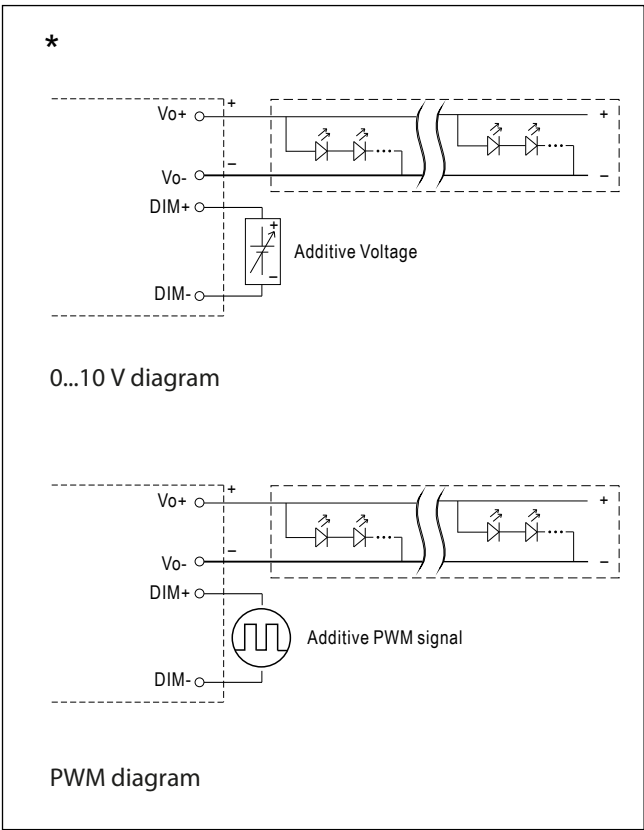 *
Vo+ +
+
Vo- –
–
DIM+
+
Additive Voltage
–
DIM-
0...10 V diagram
Vo+ +
+
Vo- –
–
DIM+
Additive PWM signal
DIM-
PWM diagram